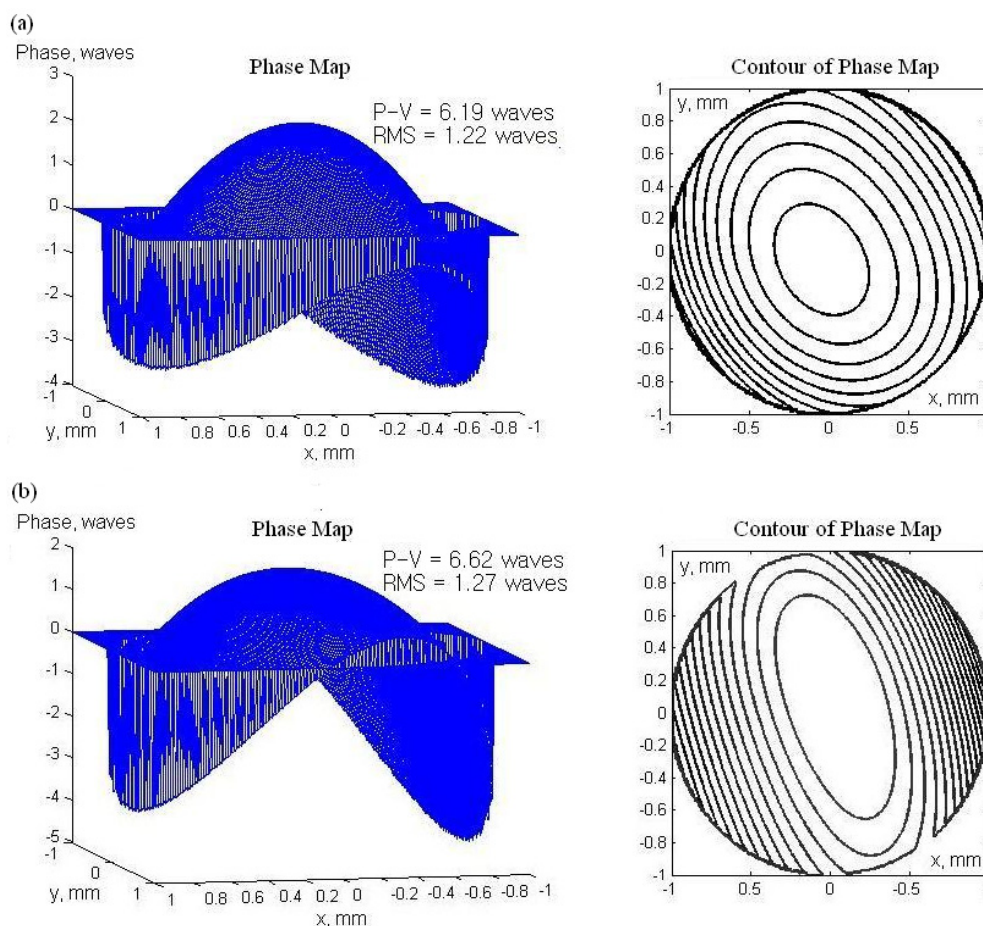 (a)
Phase, waves
Phase Map
P-V = 6.19 waves
RMS = 1.22 waves
3
2
1
0
-1
-2
-3
-4
-1
0
1
y, mm
1 0.8 0.6 0.4 0.2 0 -0.2 -0.4 -0.6 -0.8 -1
x, mm
Contour of Phase Map
y, mm
1
0.8
0.6
0.4
0.2
0
-0.2
-0.4
-0.6
-0.8
-1
x, mm
-1 -0.5 0 0.5
(b)
Phase, waves
Phase Map
P-V = 6.62 waves
RMS = 1.27 waves
2
1
0
-1
-2
-3
-4
-5
-1
0
1
y, mm
1 0.8 0.6 0.4 0.2 0 -0.2 -0.4 -0.6 -0.8 -1
x, mm
Contour of Phase Map
y, mm
1
0.8
0.6
0.4
0.2
0
-0.2
-0.4
-0.6
-0.8
-1
x, mm
1 0.5 0 -0.5